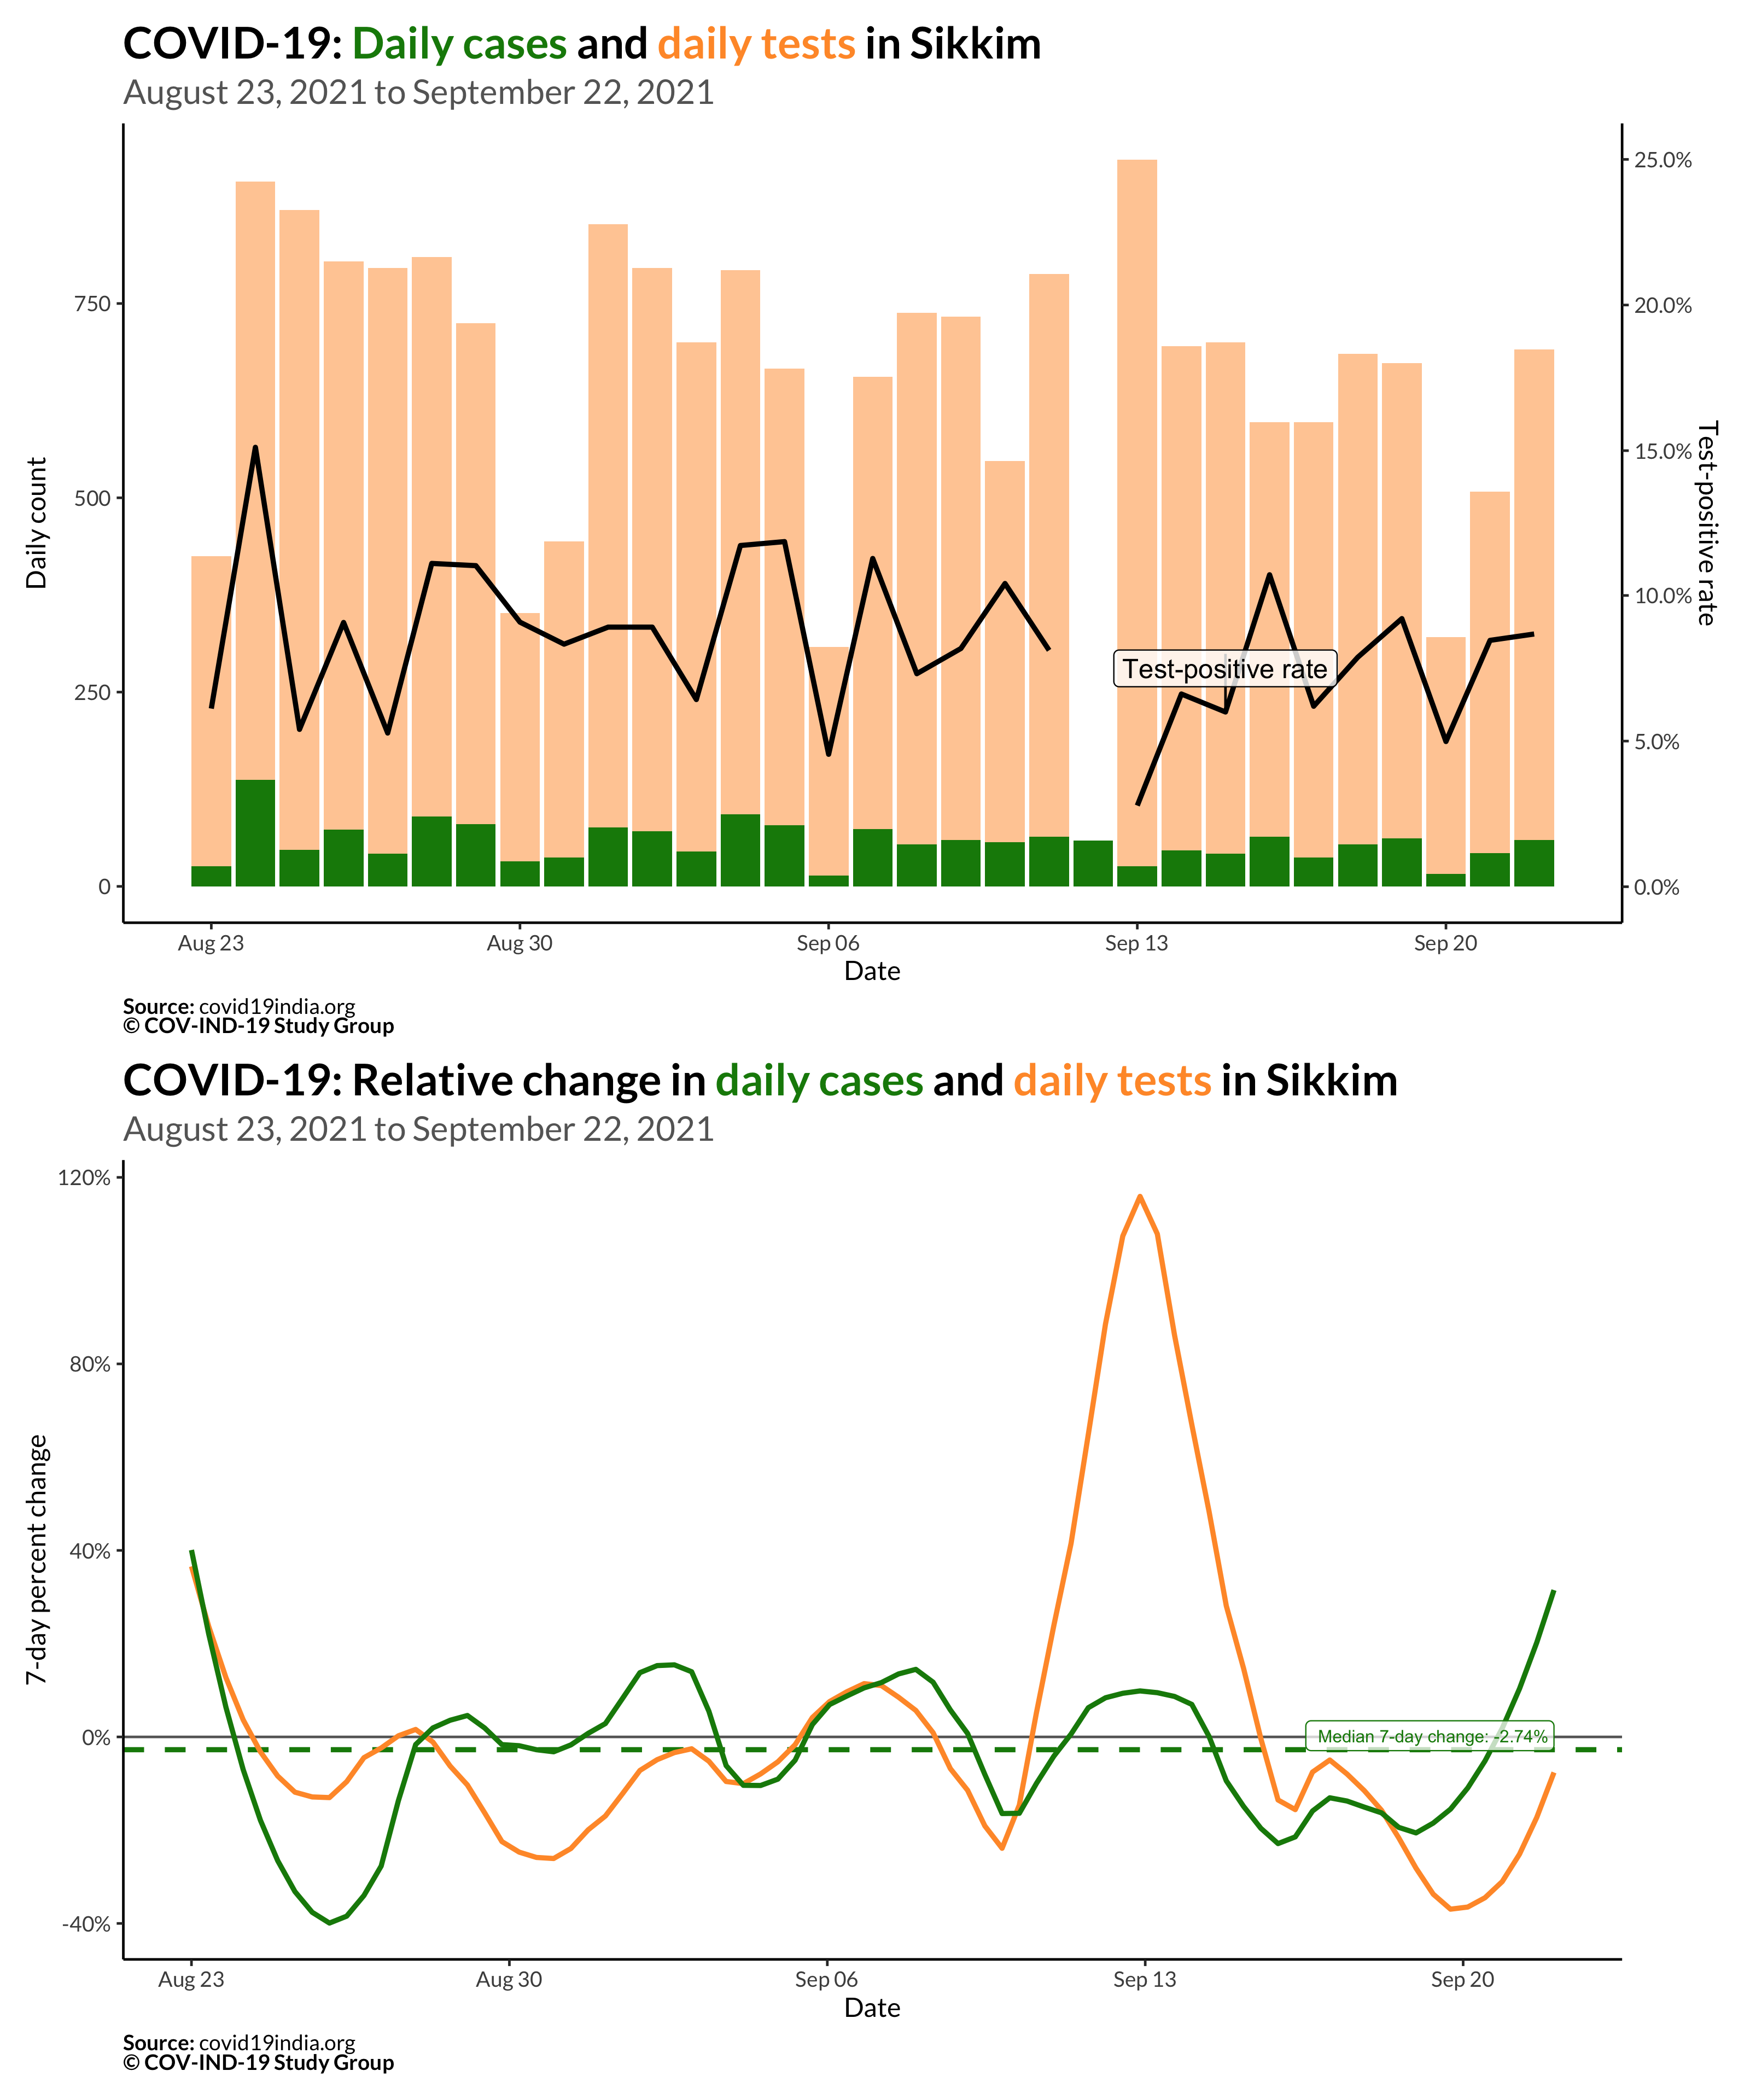 COVID-19: Daily cases and daily tests in Sikkim
August 23, 2021 to September 22, 2021
25.0%
20.0%
15.0%
10.0%
5.0%
0.0%
750
500
250
0
Daily count
Test-positive rate
Test-positive rate
Aug 23 Aug 30 Sep 06 Sep 13 Sep 20
Date
Source: covid19india.org
© COV-IND-19 Study Group
COVID-19: Relative change in daily cases and daily tests in Sikkim
August 23, 2021 to September 22, 2021
120%
80%
40%
0%
-40%
7-day percent change
Median 7-day change: -2.74%
Aug 23 Aug 30 Sep 06 Sep 13 Sep 20
Date
Source: covid19india.org
© COV-IND-19 Study Group